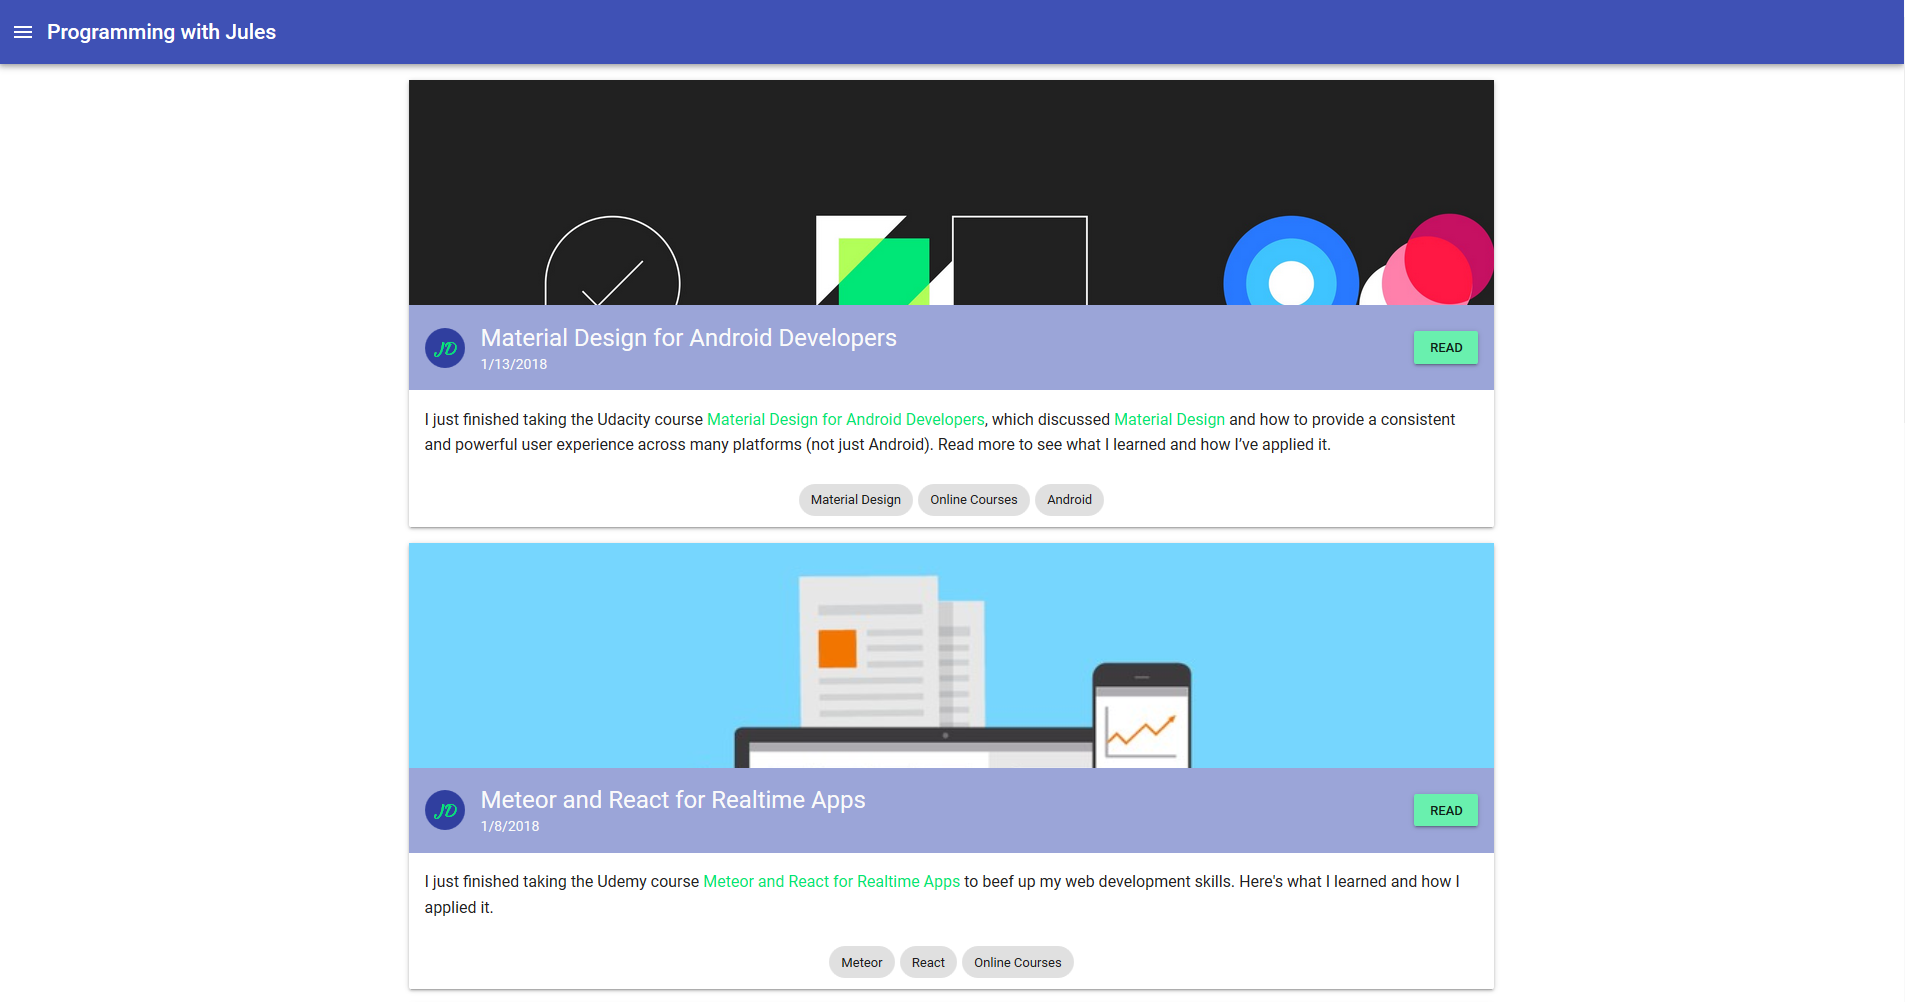 Programming with Jules
JD
Material Design for Android Developers
1/13/2018
READ
I just finished taking the Udacity course Material Design for Android Developers, which discussed Material Design and how to provide a consistent
and powerful user experience across many platforms (not just Android). Read more to see what I learned and how I’ve applied it.
Material Design
Online Courses
Android
JD
Meteor and React for Realtime Apps
1/8/2018
READ
I just finished taking the Udemy course Meteor and React for Realtime Apps to beef up my web development skills. Here's what I learned and how I
applied it.
Meteor
React
Online Courses